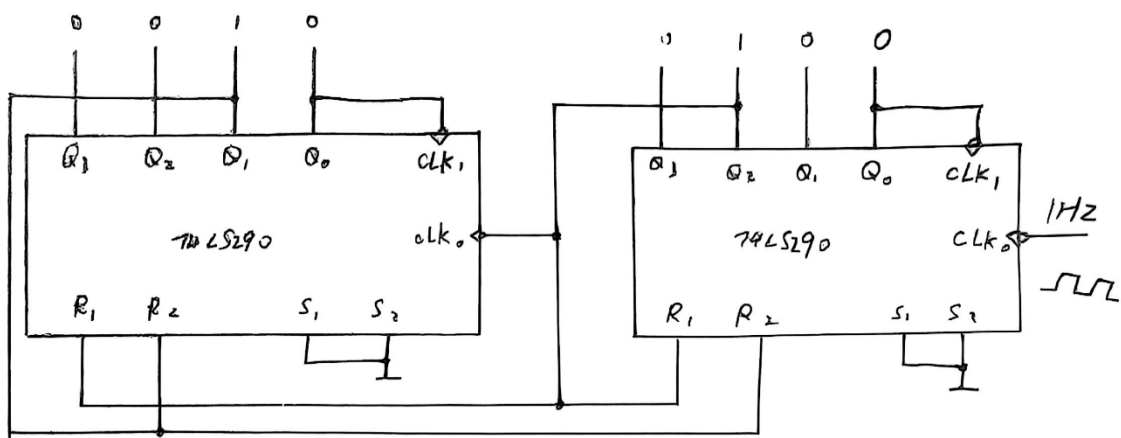 0 0 1 0
0 1 0 0
Q3 Q2 Q1 Q0 CLK1
Q3 Q2 Q1 Q0 CLK1
74LS290
CLK0
74LS290
CLK0
1HZ
R1 R2 S1 S2
R1 R2 S1 S2